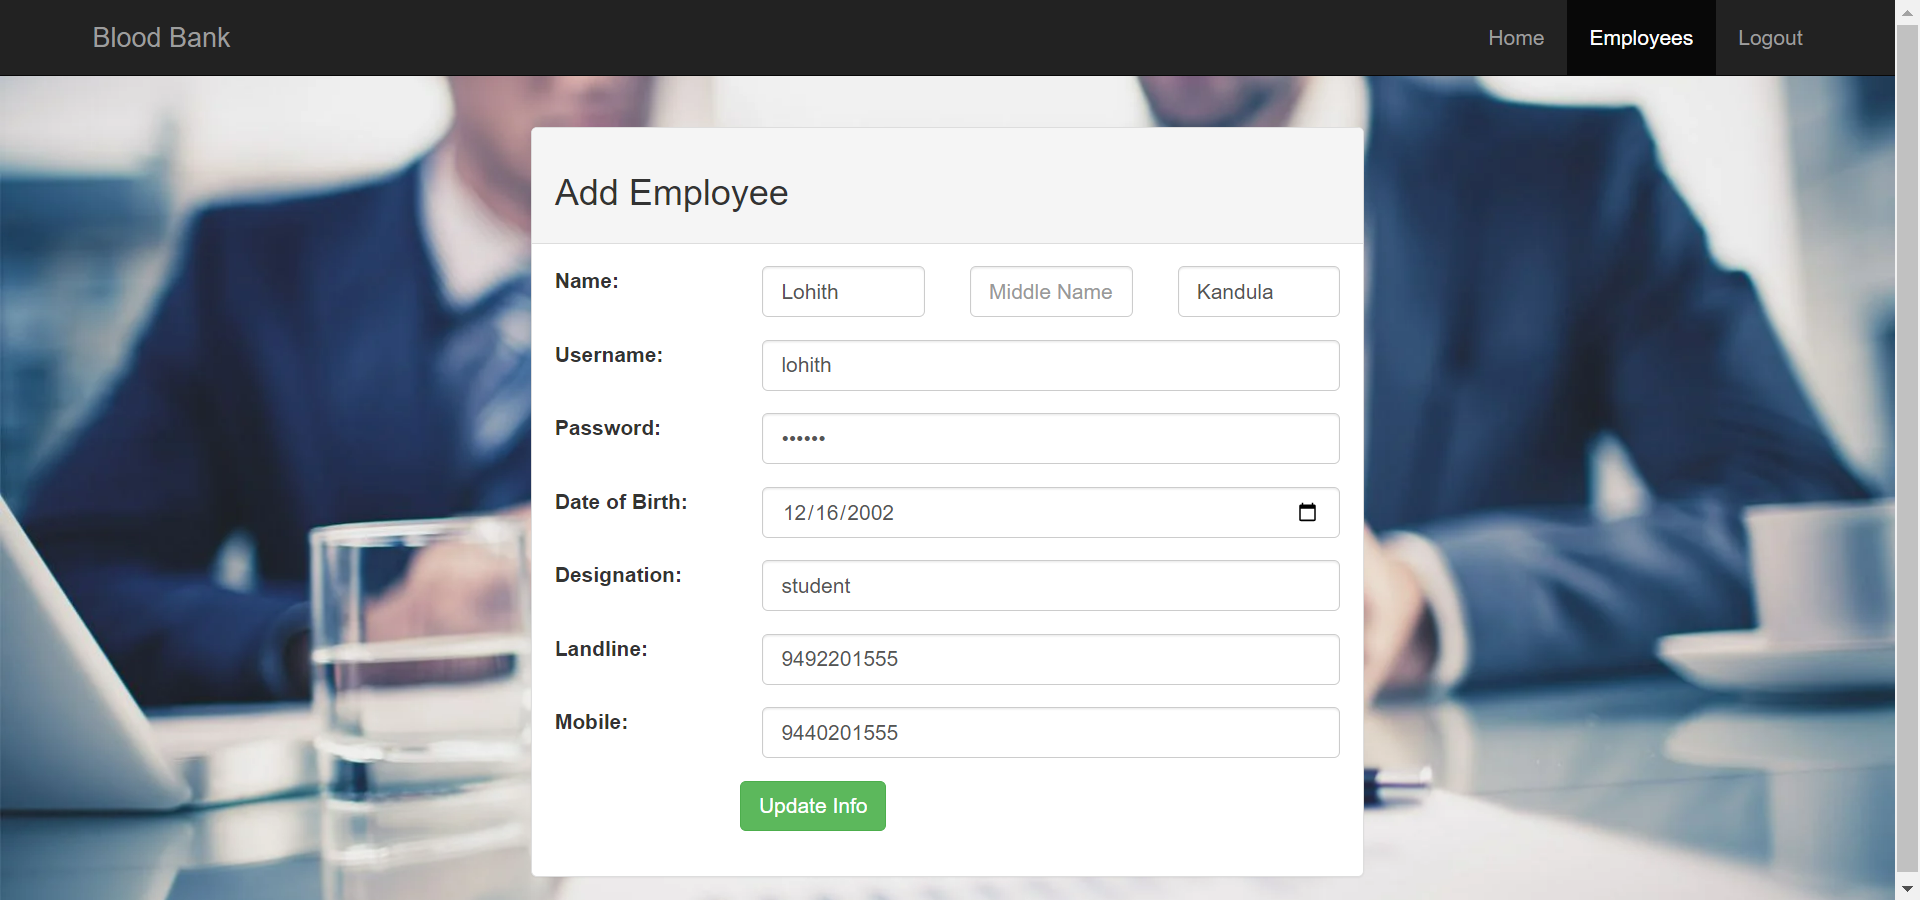 Blood Bank Home Employees Logout
Add Employee
Name: Lohith Middle Name Kandula
Username: lohith
Password: ••••••
Date of Birth: 12/16/2002
Designation: student
Landline: 9492201555
Mobile: 9440201555
Update Info